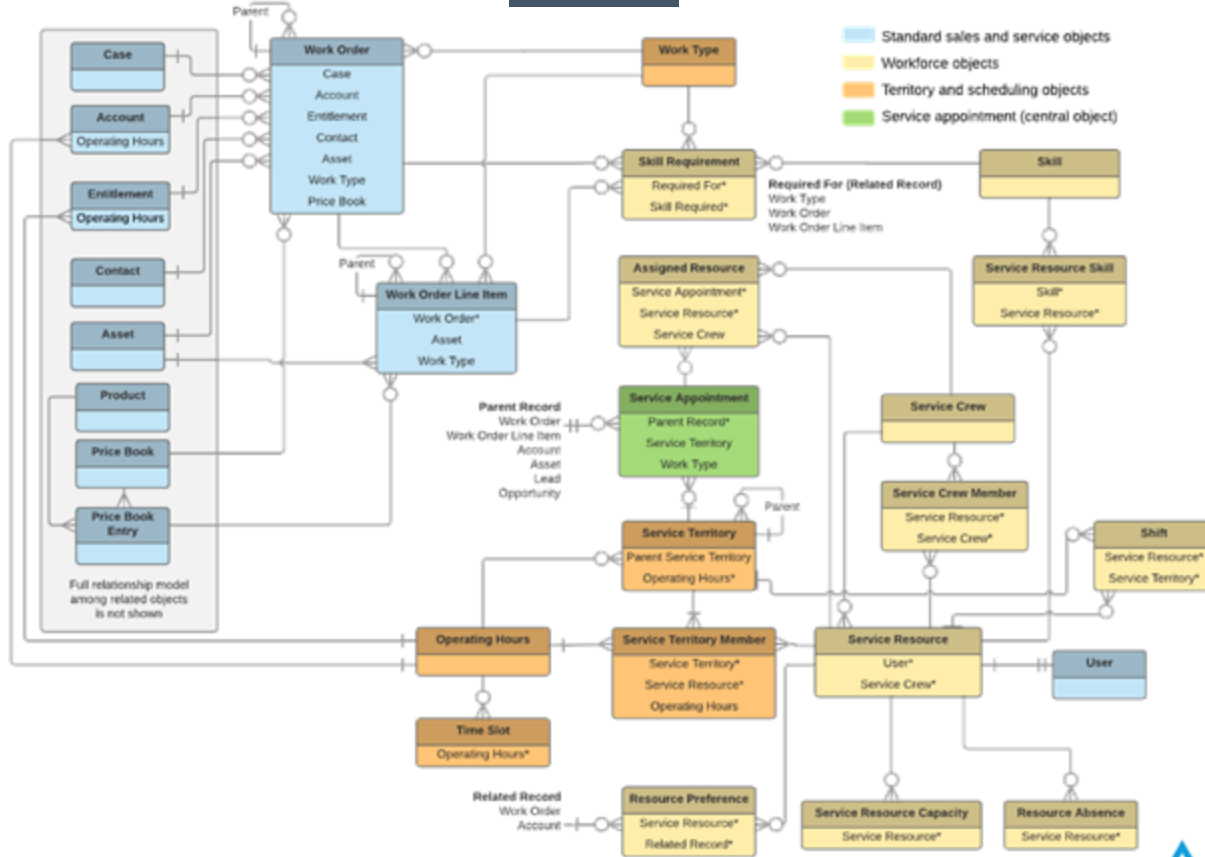 Parent
Standard sales and service objects
Workforce objects
Territory and scheduling objects
Service appointment (central object)
Case
Account
Operating Hours
Entitlement
Operating Hours
Contact
Asset
Product
Price Book
Price Book
Entry
Full relationship model
among related objects
is not shown
Work Order
Case
Account
Entitlement
Contact
Asset
Work Type
Price Book
Work Type
Skill Requirement
Required For*
Skill Required*
Required For (Related Record)
Work Type
Work Order
Work Order Line Item
Skill
Parent
Work Order Line Item
Work Order*
Asset
Work Type
Assigned Resource
Service Appointment*
Service Resource*
Service Crew
Service Resource Skill
Skill*
Service Resource*
Parent Record
Work Order
Work Order Line Item
Account
Asset
Lead
Opportunity
Service Appointment
Parent Record*
Service Territory
Work Type
Service Crew
Service Crew Member
Service Resource*
Service Crew*
Parent
Service Territory
Parent Service Territory
Operating Hours*
Shift
Service Resource*
Service Territory*
Operating Hours
Service Territory Member
Service Territory*
Service Resource*
Operating Hours
Service Resource
User*
Service Crew*
User
Time Slot
Operating Hours*
Related Record
Work Order
Account
Resource Preference
Service Resource*
Related Record*
Service Resource Capacity
Service Resource*
Resource Absence
Service Resource*